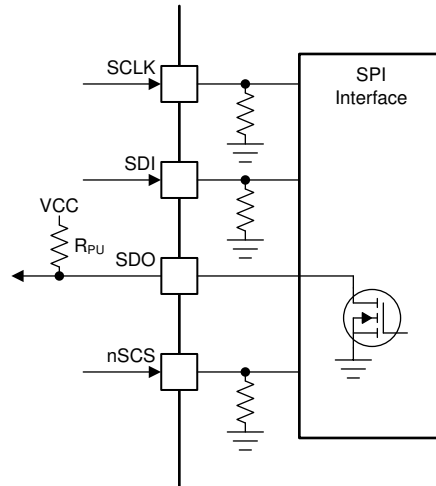 SCLK
SPI
Interface
SDI
VCC
RPU
SDO
nSCS